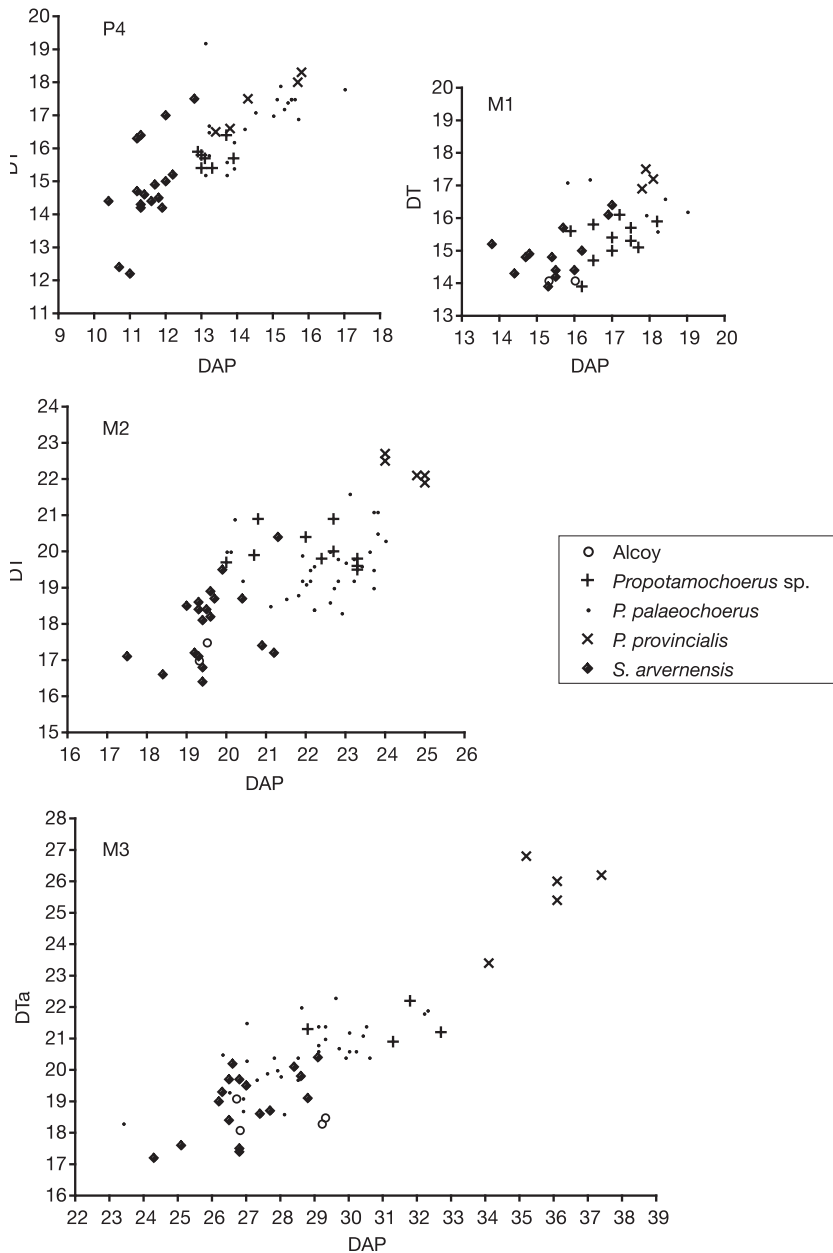 P4
20
19
18
17
16
15
14
13
12
11
DT
9 10 11 12 13 14 15 16 17 18
DAP
M1
20
19
18
17
16
15
14
13
DT
13 14 15 16 17 18 19 20
DAP
M2
24
23
22
21
20
19
18
17
16
15
DT
16 17 18 19 20 21 22 23 24 25 26
DAP
Alcoy
Propotamochoerus sp.
P. palaeochoerus
P. provincialis
S. arvernensis
M3
28
27
26
25
24
23
22
21
20
19
18
17
16
DTa
22 23 24 25 26 27 28 29 30 31 32 33 34 35 36 37 38 39
DAP